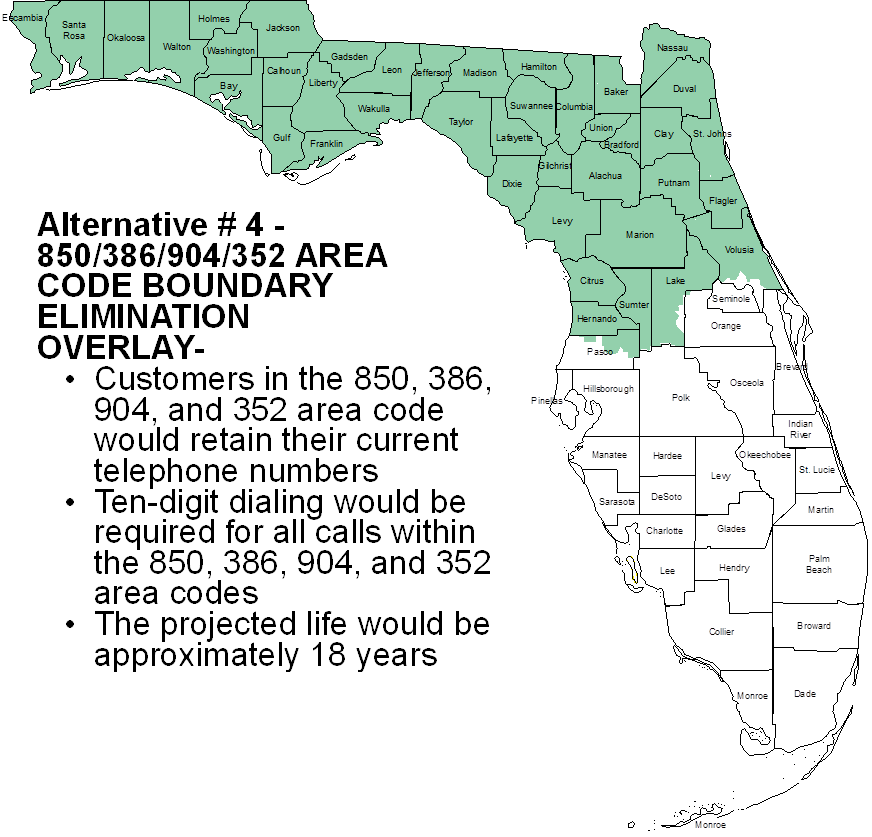 Escambia
Santa
Rosa
Okaloosa
Walton
Holmes
Washington
Jackson
Bay
Calhoun
Gulf
Liberty
Franklin
Gadsden
Leon
Wakulla
Jefferson
Madison
Taylor
Hamilton
Suwannee
Lafayette
Dixie
Columbia
Gilchrist
Baker
Union
Bradford
Alachua
Nassau
Duval
Clay
St. Johns
Putnam
Flagler
Levy
Marion
Volusia
Citrus
Sumter
Lake
Hernando
Seminole
Orange
Pasco
Alternative # 4 -
850/386/904/352 AREA
CODE BOUNDARY
ELIMINATION
OVERLAY-
• Customers in the 850, 386,
904, and 352 area code
would retain their current
telephone numbers
• Ten-digit dialing would be
required for all calls within
the 850, 386, 904, and 352
area codes
• The projected life would be
approximately 18 years
Pinellas
Hillsborough
Polk
Osceola
Brevard
Indian
River
Manatee
Hardee
Levy
Okeechobee
St. Lucie
Sarasota
DeSoto
Martin
Charlotte
Glades
Lee
Hendry
Palm
Beach
Collier
Broward
Monroe
Dade
Monroe